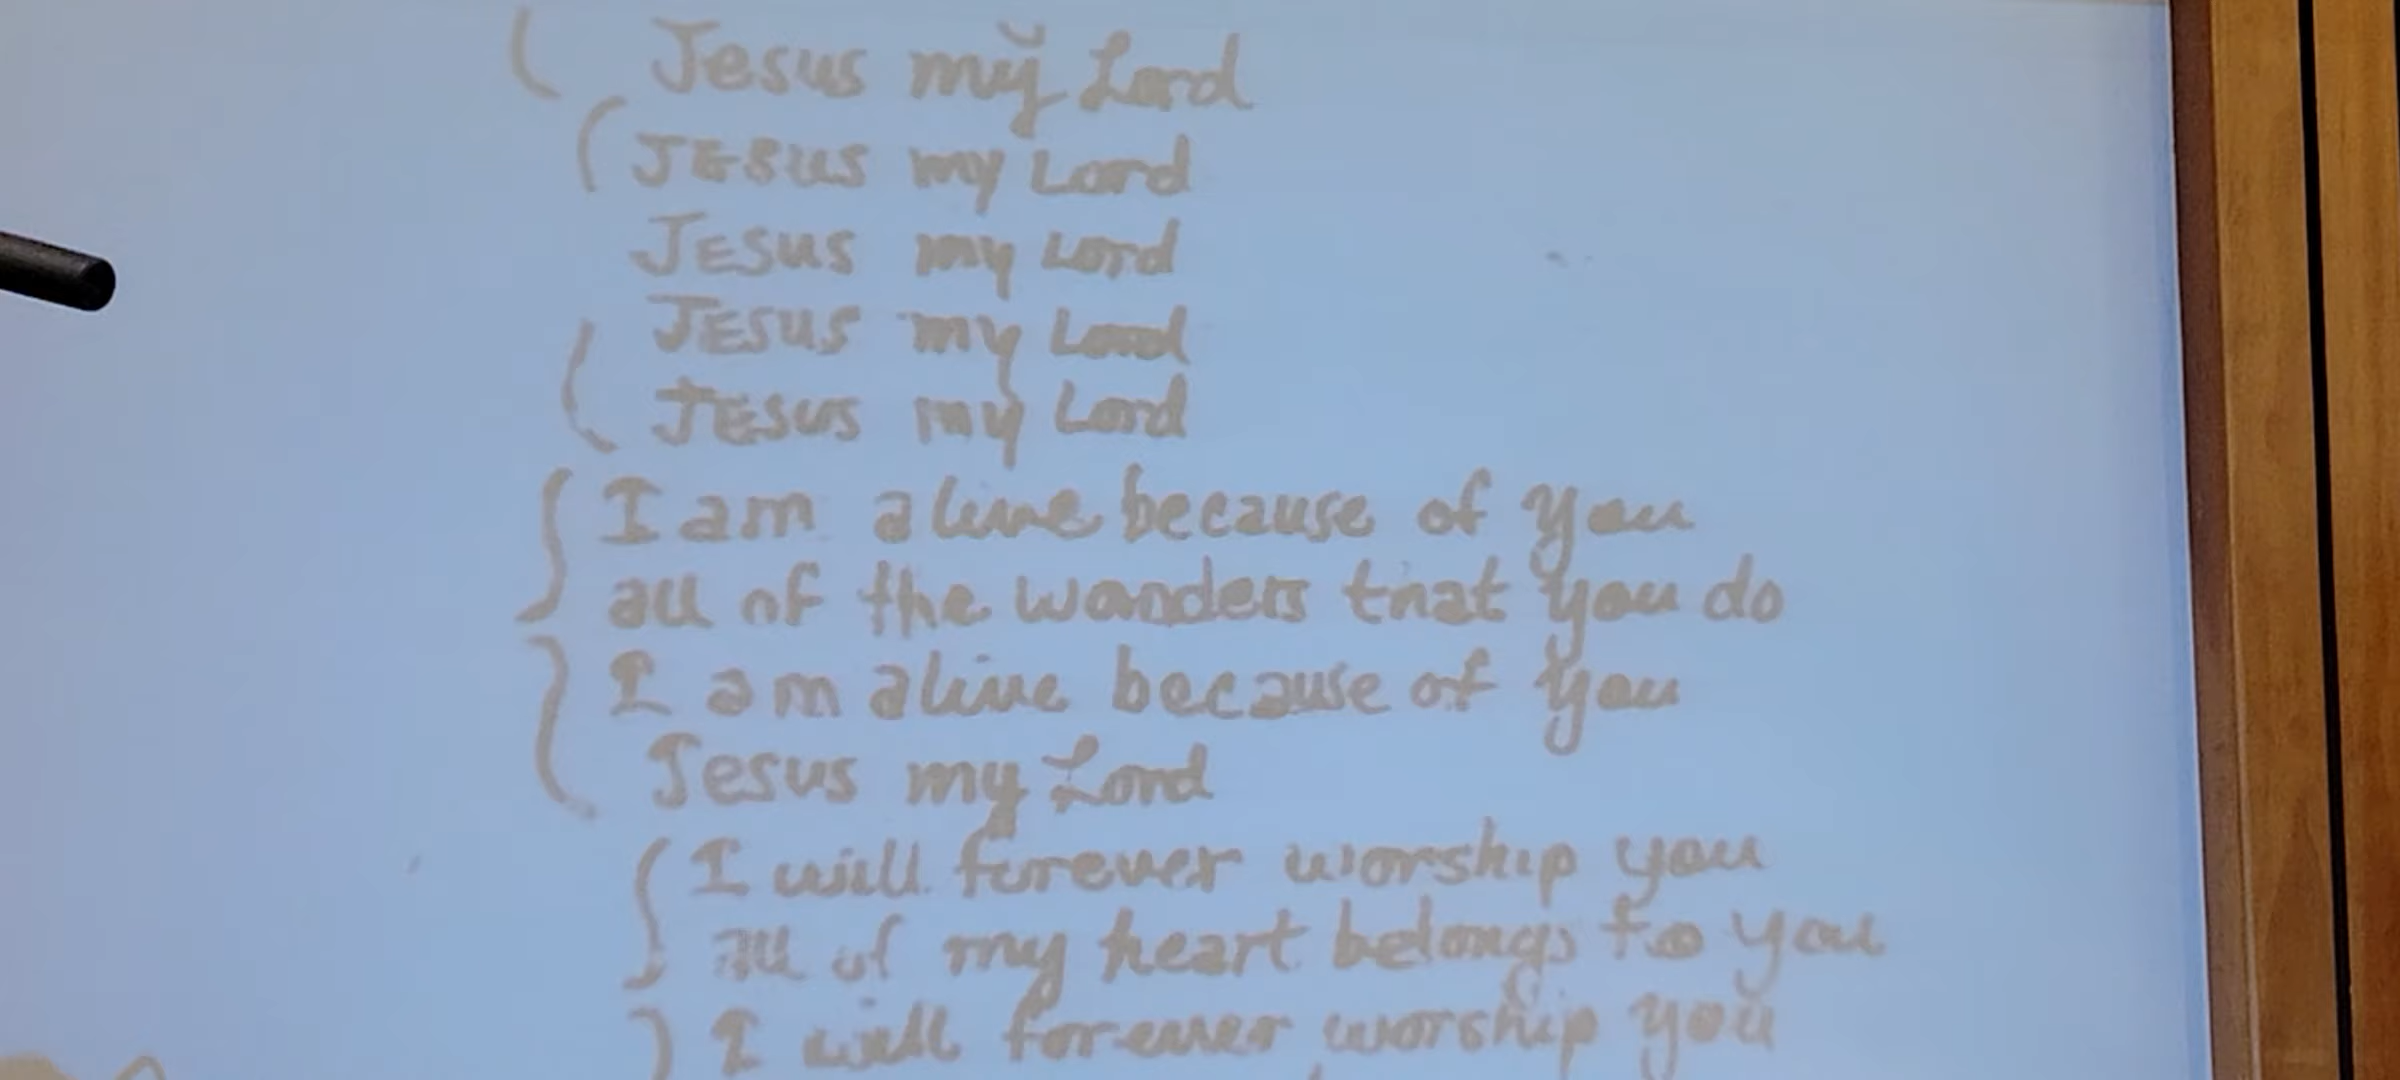 Jesus my Lord
JESUS my Lord
JESUS my Lord
JESUS my Lord
JESUS my Lord
I am alive because of you
all of the wonders that you do
I am alive because of you
Jesus my Lord
I will forever worship you
all of my heart belongs to you
I will forever worship you